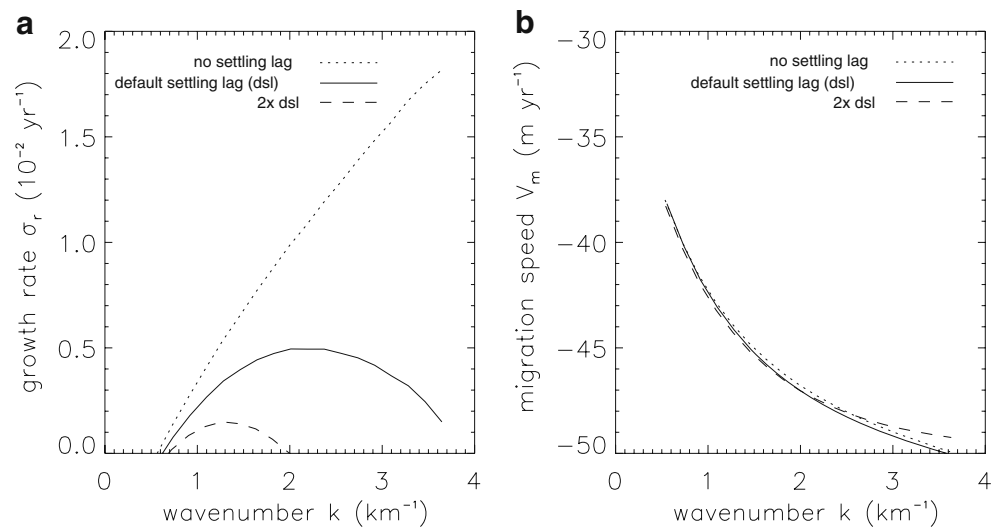 a
2.0
1.5
1.0
0.5
0.0
growth rate σr (10⁻² yr⁻¹)
no settling lag
default settling lag (dsl)
2x dsl
0 1 2 3 4
wavenumber k (km⁻¹)
b
−30
−35
−40
−45
−50
migration speed Vm (m yr⁻¹)
no settling lag
default settling lag (dsl)
2x dsl
0 1 2 3 4
wavenumber k (km⁻¹)